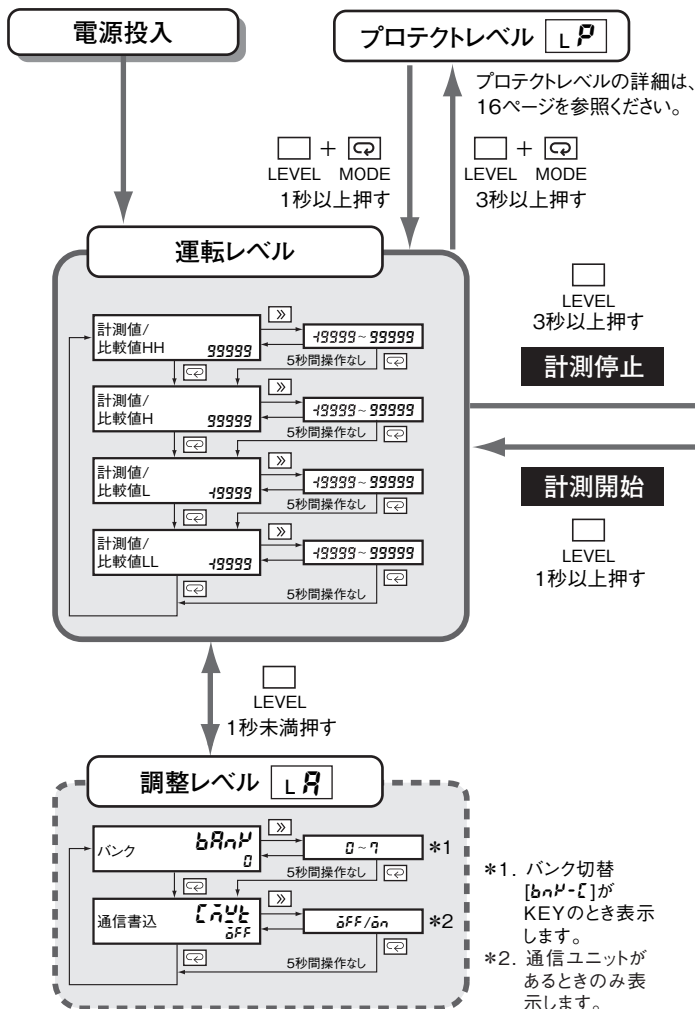 電源投入
プロテクトレベル L P
プロテクトレベルの詳細は、
16ページを参照ください。
+
LEVEL MODE
1秒以上押す
+
LEVEL MODE
3秒以上押す
運転レベル
計測値/
比較値HH 99999
-19999~99999
5秒間操作なし
計測値/
比較値H 99999
-19999~99999
5秒間操作なし
計測値/
比較値L -19999
-19999~99999
5秒間操作なし
計測値/
比較値LL -19999
-19999~99999
5秒間操作なし
LEVEL
3秒以上押す
計測停止
計測開始
LEVEL
1秒以上押す
LEVEL
1秒未満押す
調整レベル L A
バンク bAnK
0
0~7 *1
5秒間操作なし
通信書込 CMWt
oFF
oFF/on *2
5秒間操作なし
*1. バンク切替
[bnK-C]が
KEYのとき表示
します。
*2. 通信ユニットが
あるときのみ表
示します。